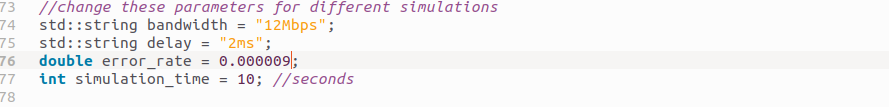 73 //change these parameters for different simulations
74 std::string bandwidth = "12Mbps";
75 std::string delay = "2ms";
76 double error_rate = 0.000009;
77 int simulation_time = 10; //seconds
78